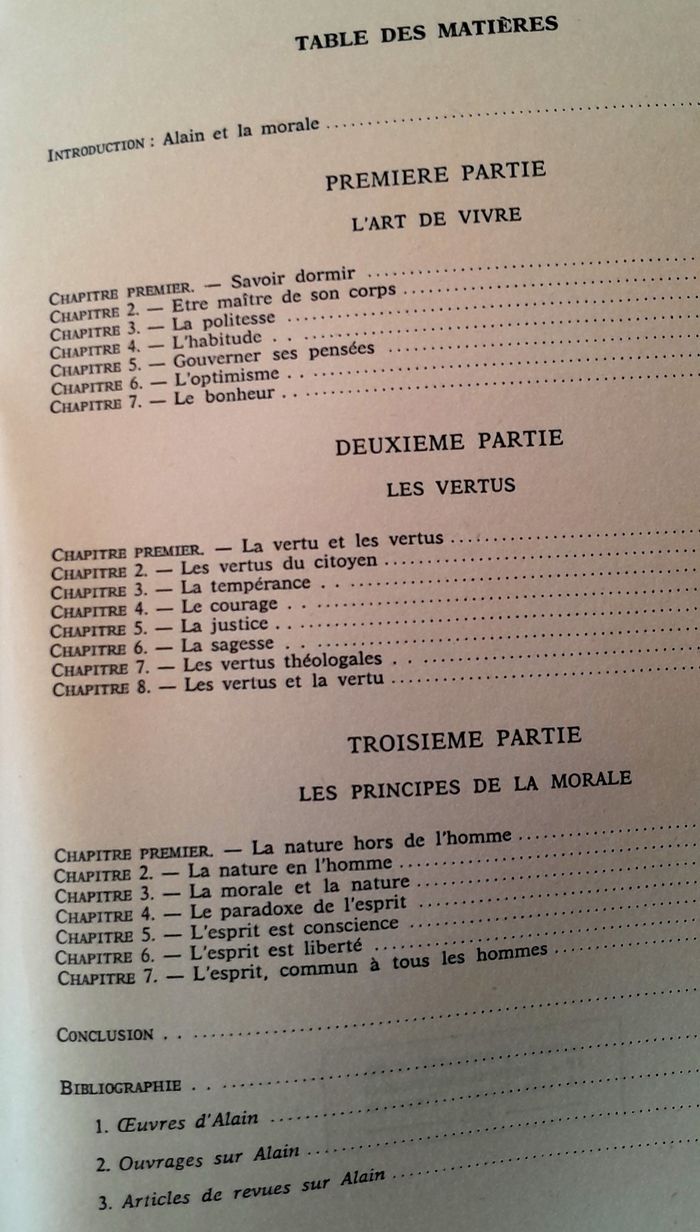 TABLE DES MATIÈRES
INTRODUCTION : Alain et la morale
PREMIERE PARTIE
L'ART DE VIVRE
CHAPITRE PREMIER. — Savoir dormir
CHAPITRE 2. — Etre maître de son corps
CHAPITRE 3. — La politesse
CHAPITRE 4. — L'habitude
CHAPITRE 5. — Gouverner ses pensées
CHAPITRE 6. — L'optimisme
CHAPITRE 7. — Le bonheur
DEUXIEME PARTIE
LES VERTUS
CHAPITRE PREMIER. — La vertu et les vertus
CHAPITRE 2. — Les vertus du citoyen
CHAPITRE 3. — La tempérance
CHAPITRE 4. — Le courage
CHAPITRE 5. — La justice
CHAPITRE 6. — La sagesse
CHAPITRE 7. — Les vertus théologales
CHAPITRE 8. — Les vertus et la vertu
TROISIEME PARTIE
LES PRINCIPES DE LA MORALE
CHAPITRE PREMIER. — La nature hors de l'homme
CHAPITRE 2. — La nature en l'homme
CHAPITRE 3. — La morale et la nature
CHAPITRE 4. — Le paradoxe de l'esprit
CHAPITRE 5. — L'esprit est conscience
CHAPITRE 6. — L'esprit est liberté
CHAPITRE 7. — L'esprit, commun à tous les hommes
CONCLUSION
BIBLIOGRAPHIE
1. Œuvres d'Alain
2. Ouvrages sur Alain
3. Articles de revues sur Alain